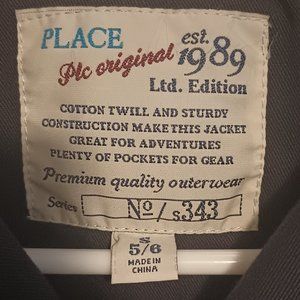 PLACE est.
Plc original 1989
Ltd. Edition
COTTON TWILL AND STURDY
CONSTRUCTION MAKE THIS JACKET
GREAT FOR ADVENTURES
PLENTY OF POCKETS FOR GEAR
Premium quality outerwear
Series No/s343
S
5/6
MADE IN
CHINA